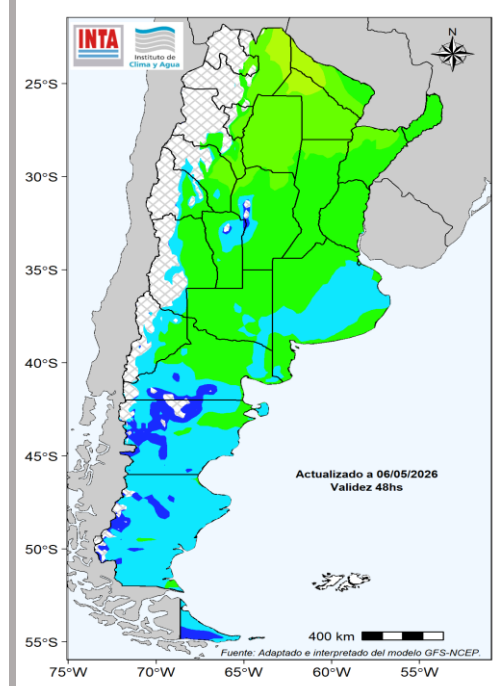 INTA
Instituto de
Clima y Agua
N
25°S
30°S
35°S
40°S
45°S
50°S
55°S
Actualizado a 06/05/2026
Validez 48hs
400 km
Fuente: Adaptado e interpretado del modelo GFS-NCEP.
75°W 70°W 65°W 60°W 55°W